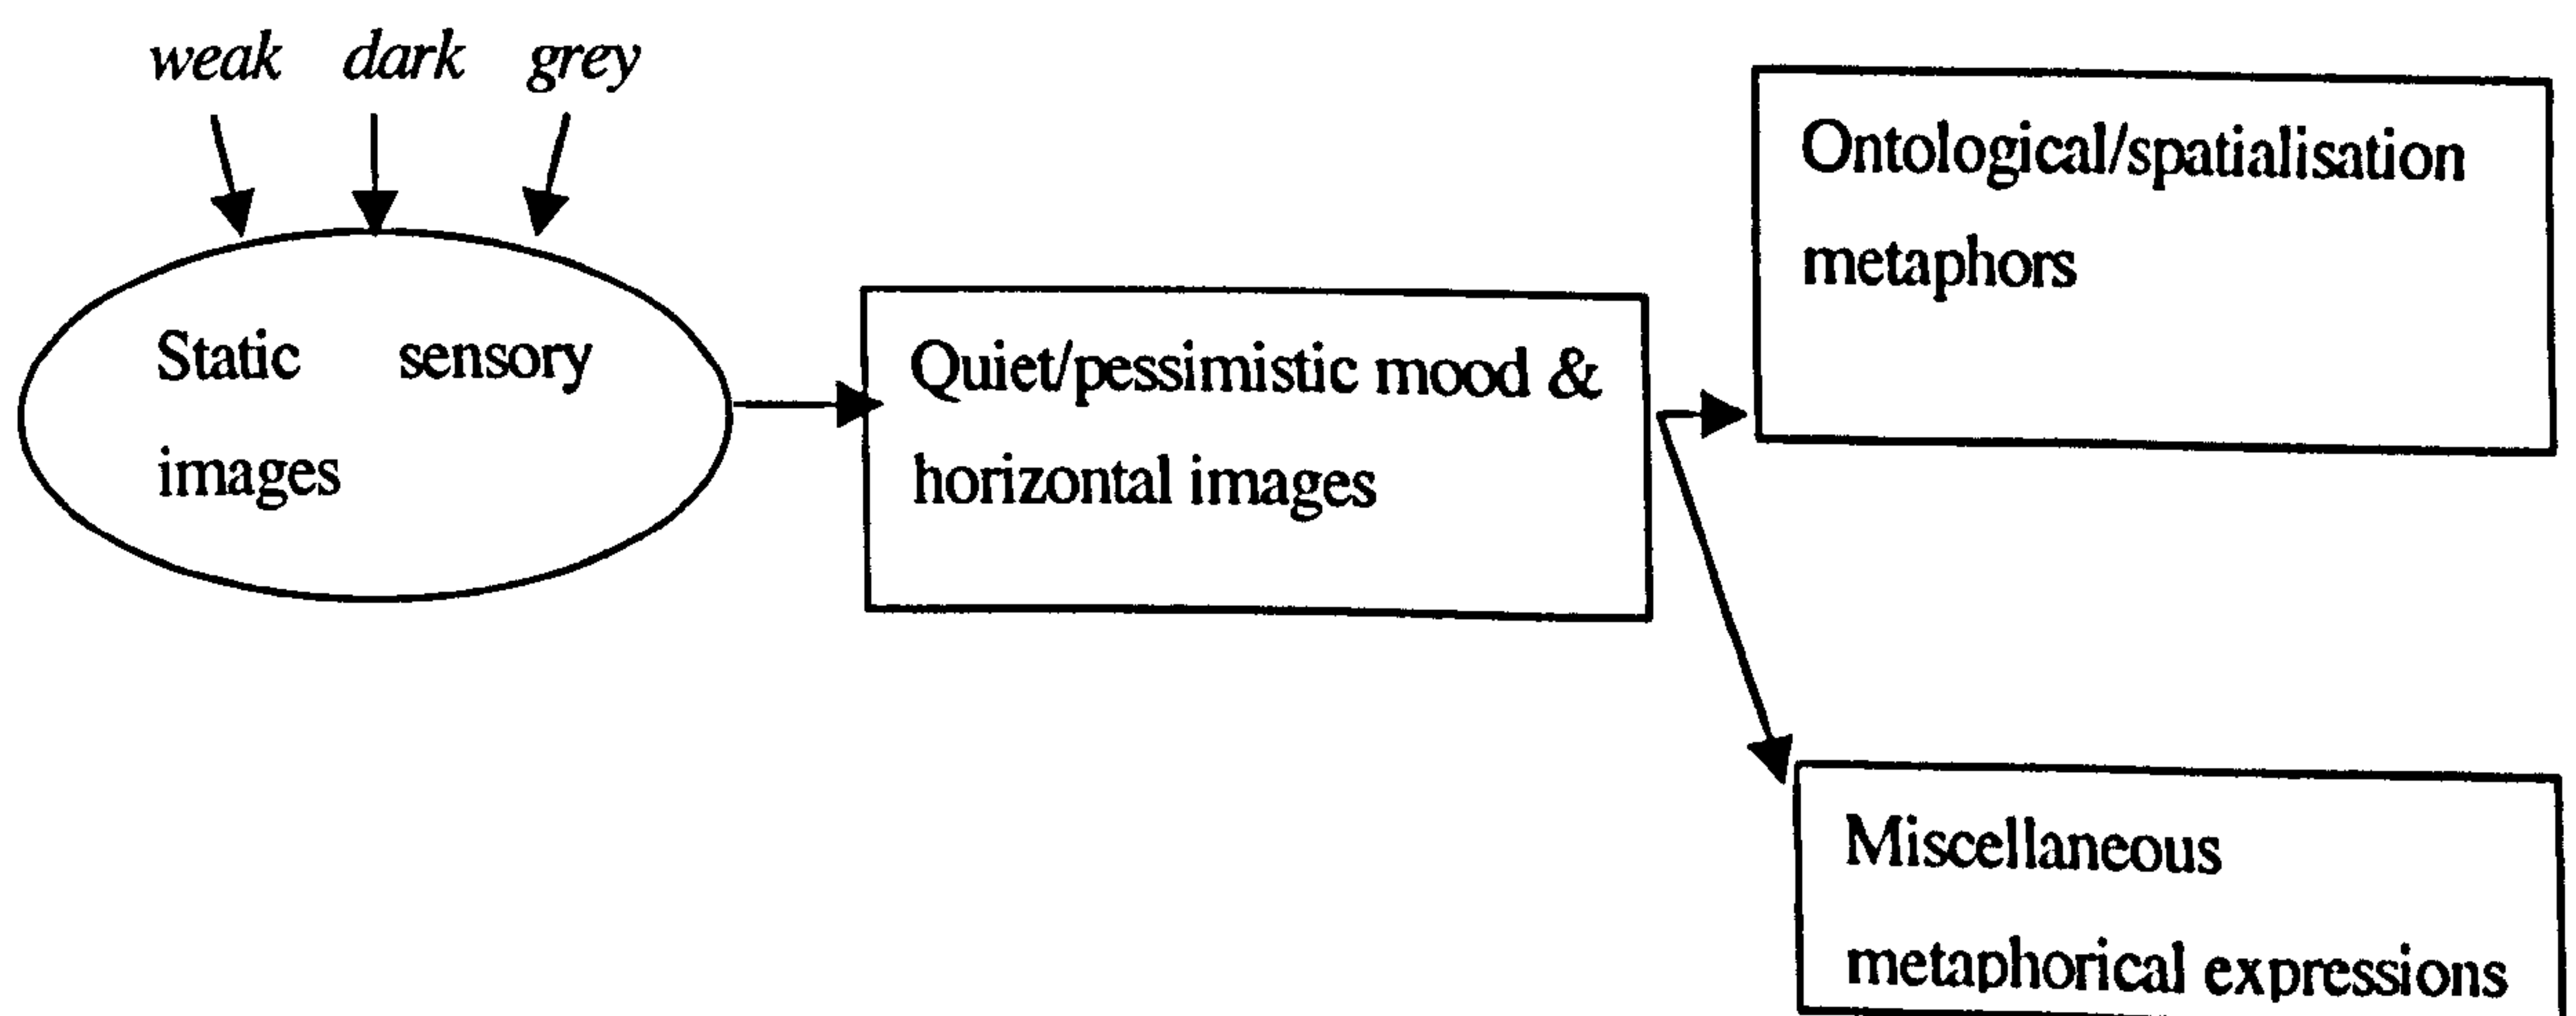 weak dark grey
Static sensory
images
Quiet/pessimistic mood &
horizontal images
Ontological/spatialisation
metaphors
Miscellaneous
metaphorical expressions